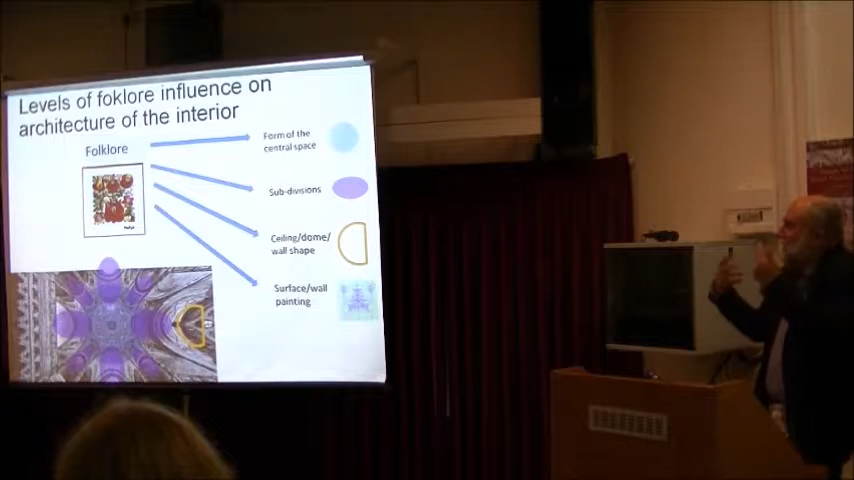 Levels of foklore influence on
architecture of the interior
Folklore
Form of the
central space
Sub-divisions
Ceiling/dome/
wall shape
Surface/wall
painting